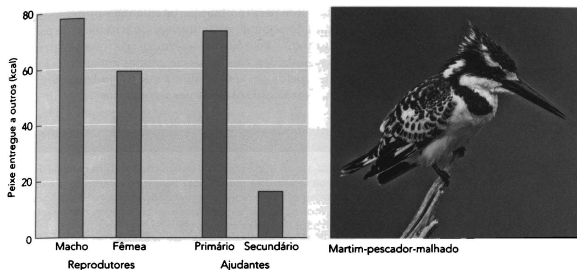 Peixe entregue a outros (kcal)
80
60
40
20
0
Macho Fêmea Primário Secundário
Reprodutores Ajudantes
Martim-pescador-malhado